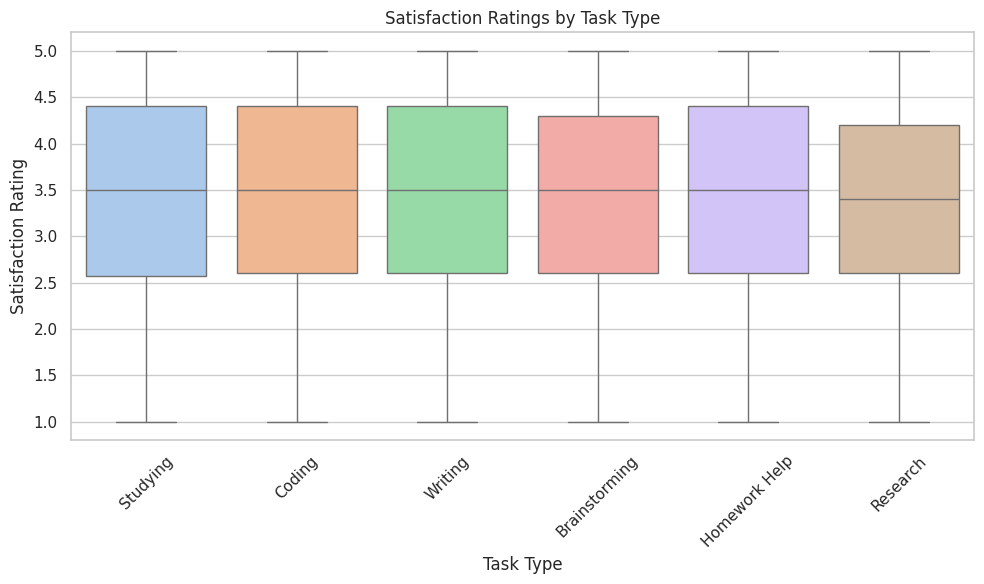 Satisfaction Ratings by Task Type
Satisfaction Rating
5.0
4.5
4.0
3.5
3.0
2.5
2.0
1.5
1.0
Studying
Coding
Writing
Brainstorming
Homework Help
Research
Task Type